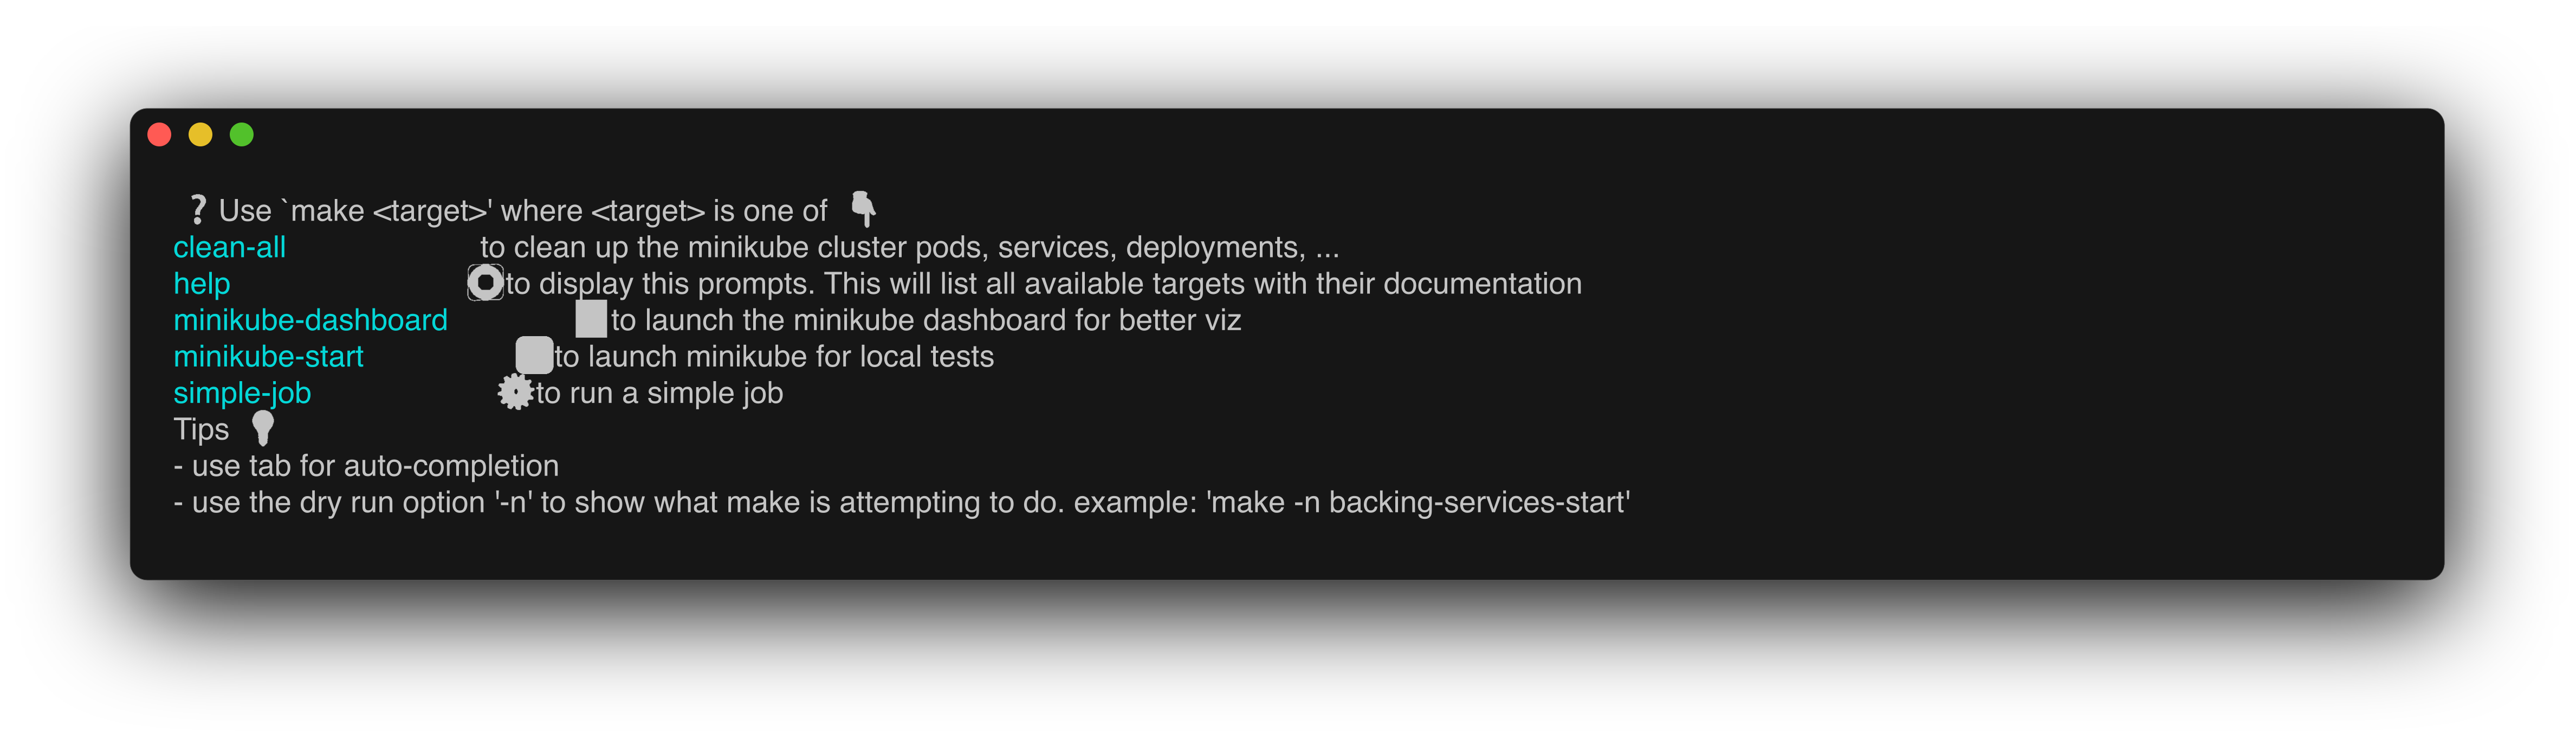 ❓ Use `make <target>' where <target> is one of 👇
clean-all to clean up the minikube cluster pods, services, deployments, ...
help to display this prompts. This will list all available targets with their documentation
minikube-dashboard to launch the minikube dashboard for better viz
minikube-start to launch minikube for local tests
simple-job to run a simple job
Tips 💡
- use tab for auto-completion
- use the dry run option '-n' to show what make is attempting to do. example: 'make -n backing-services-start'